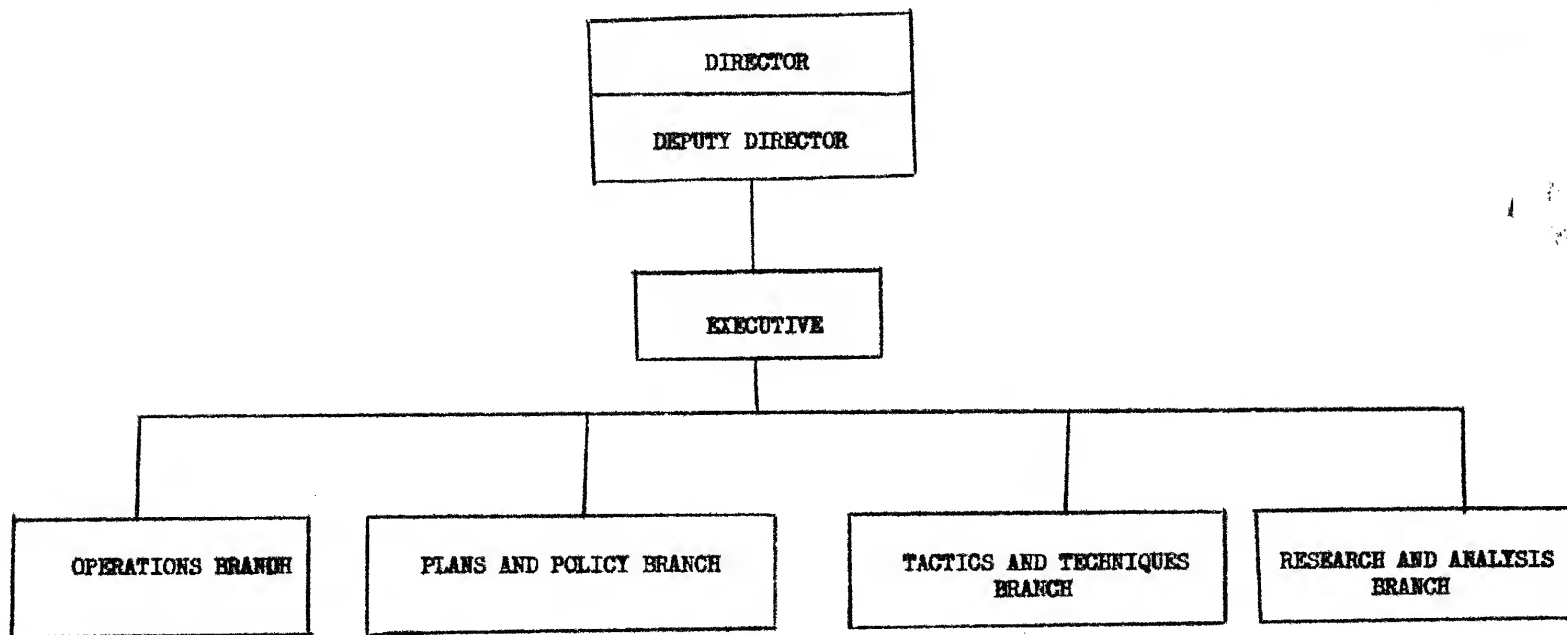 DIRECTOR
DEPUTY DIRECTOR
EXECUTIVE
OPERATIONS BRANCH
PLANS AND POLICY BRANCH
TACTICS AND TECHNIQUES
BRANCH
RESEARCH AND ANALYSIS
BRANCH